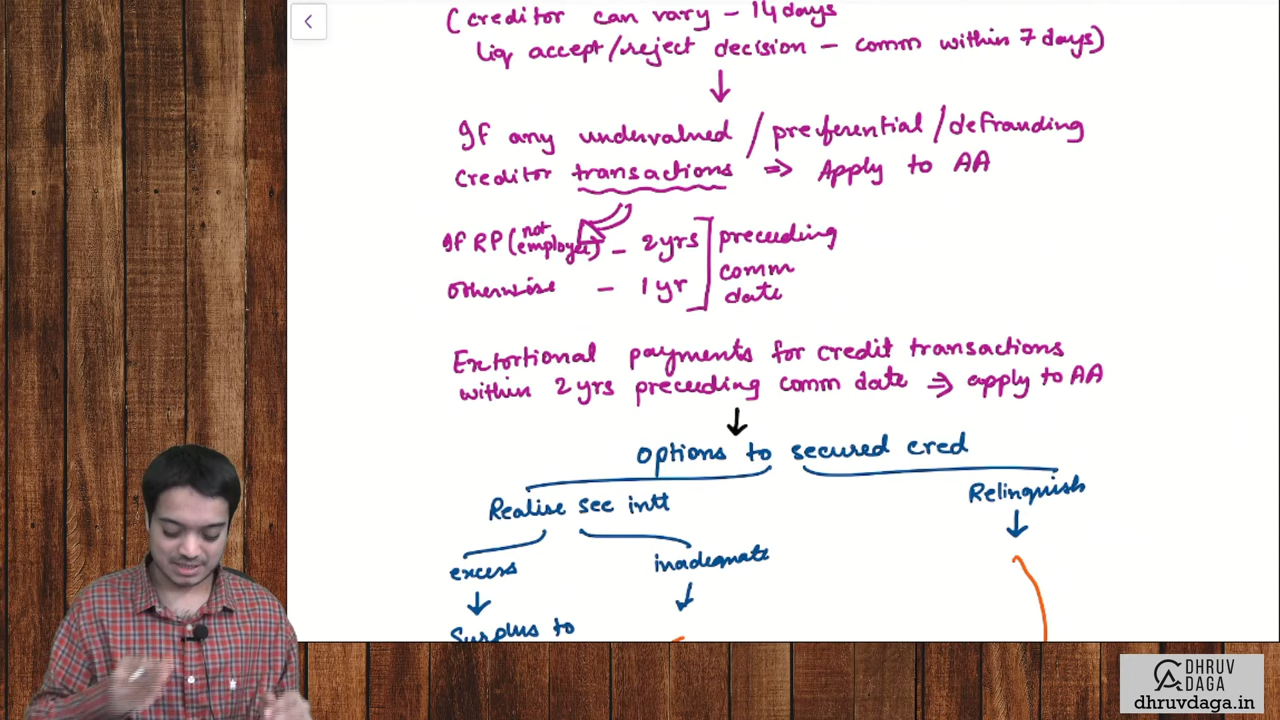 (creditor can vary - 14 days
liq accept/reject decision - comm within 7 days)
If any undervalued / preferential / defrauding
creditor transactions ⇒ Apply to AA
If RP (not employee) - 2 yrs
otherwise - 1 yr
preceeding
comm
date
Extortional payments for credit transactions
within 2 yrs preceeding comm date ⇒ apply to AA
options to secured cred
Realise sec intt
Relinquish
excess
inadequate
Surplus to
DHRUV
DAGA
dhruvdaga.in